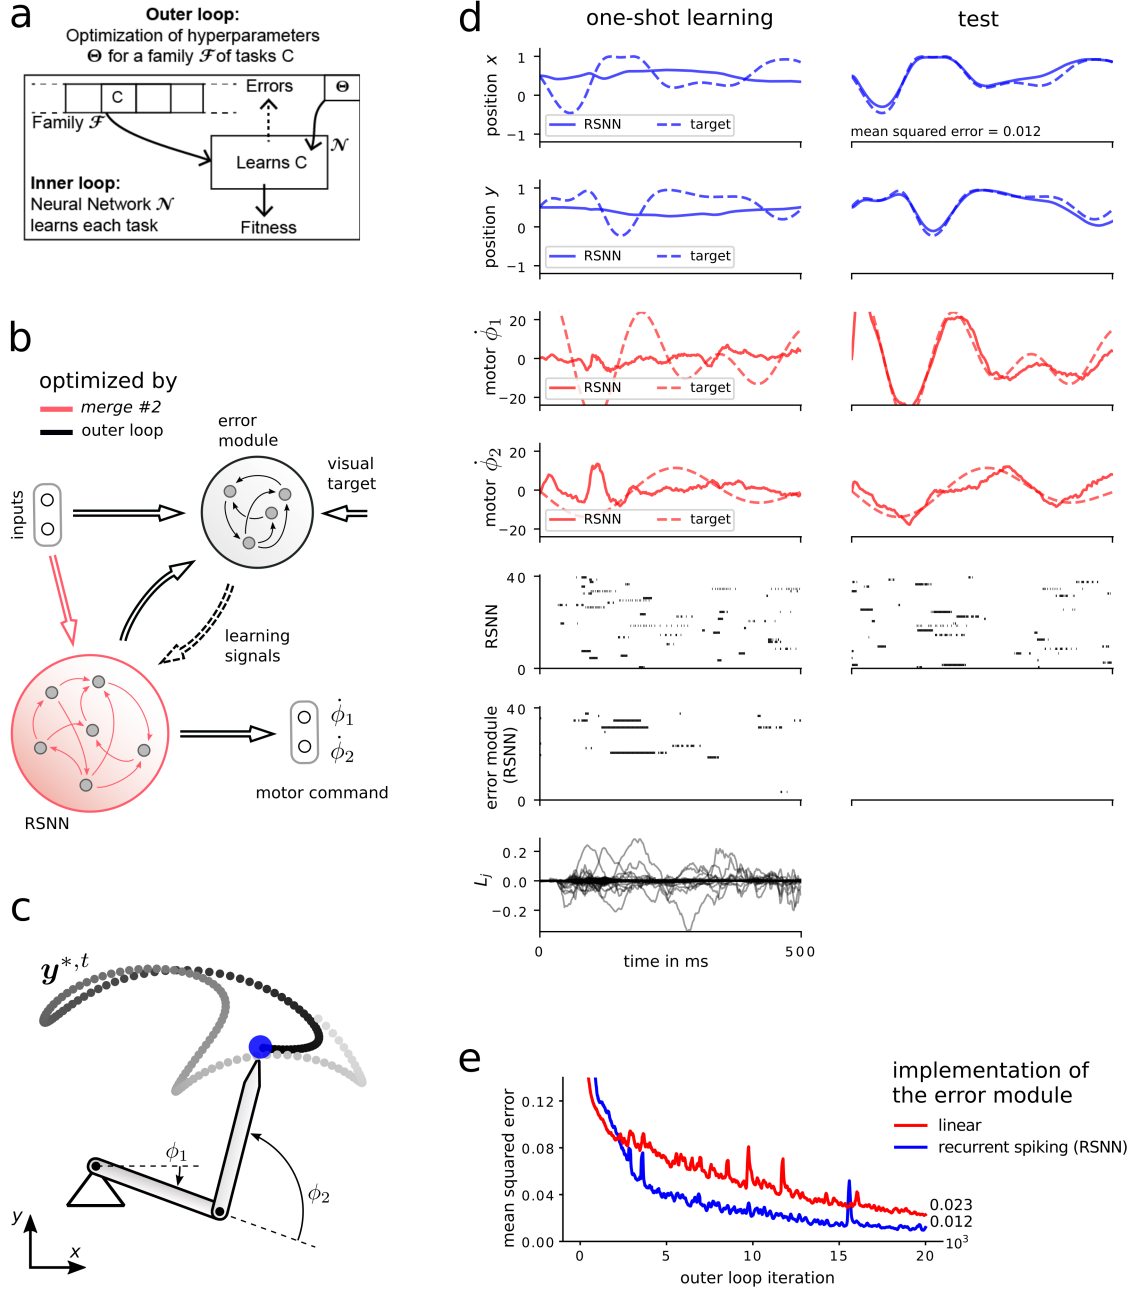 a
Outer loop:
Optimization of hyperparameters
Θ for a family ℱ of tasks C
C
Errors
Θ
Family ℱ
𝒩
Learns C
Inner loop:
Neural Network 𝒩
learns each task
Fitness
b
optimized by
merge #2
outer loop
error
module
visual
target
inputs
learning
signals
ϕ̇1
ϕ̇2
motor command
RSNN
c
y*,t
ϕ1
ϕ2
y
x
d
one-shot learning
test
position x
1
0
−1
RSNN target
mean squared error = 0.012
position y
1
0
−1
RSNN target
motor ϕ̇1
20
0
−20
RSNN target
motor ϕ̇2
20
0
−20
RSNN target
RSNN
40
0
error module
(RSNN)
40
0
Lj
0.2
0.0
−0.2
0 500
time in ms
e
implementation of
the error module
linear
recurrent spiking (RSNN)
mean squared error
0.12
0.08
0.04
0.00
0.023
0.012
0 5 10 15 20
10³
outer loop iteration